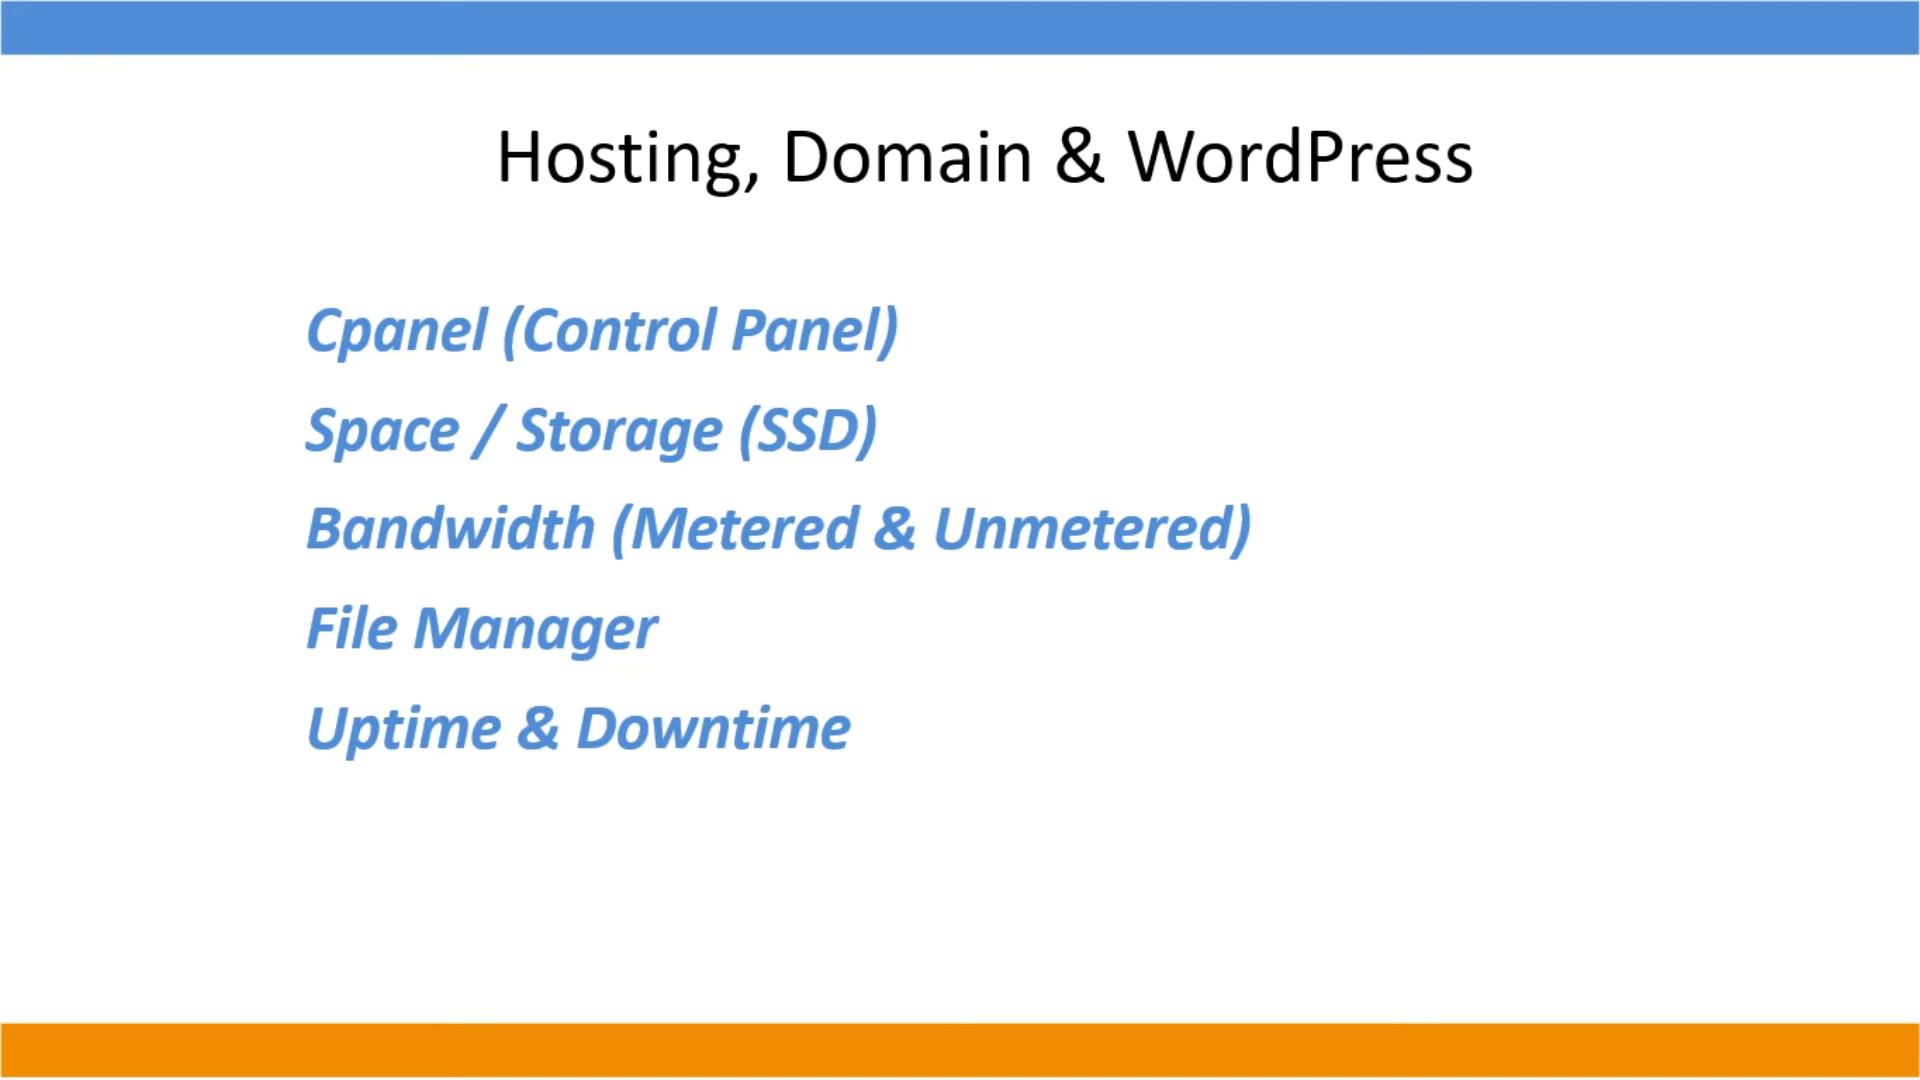 Hosting, Domain & WordPress
Cpanel (Control Panel)
Space / Storage (SSD)
Bandwidth (Metered & Unmetered)
File Manager
Uptime & Downtime